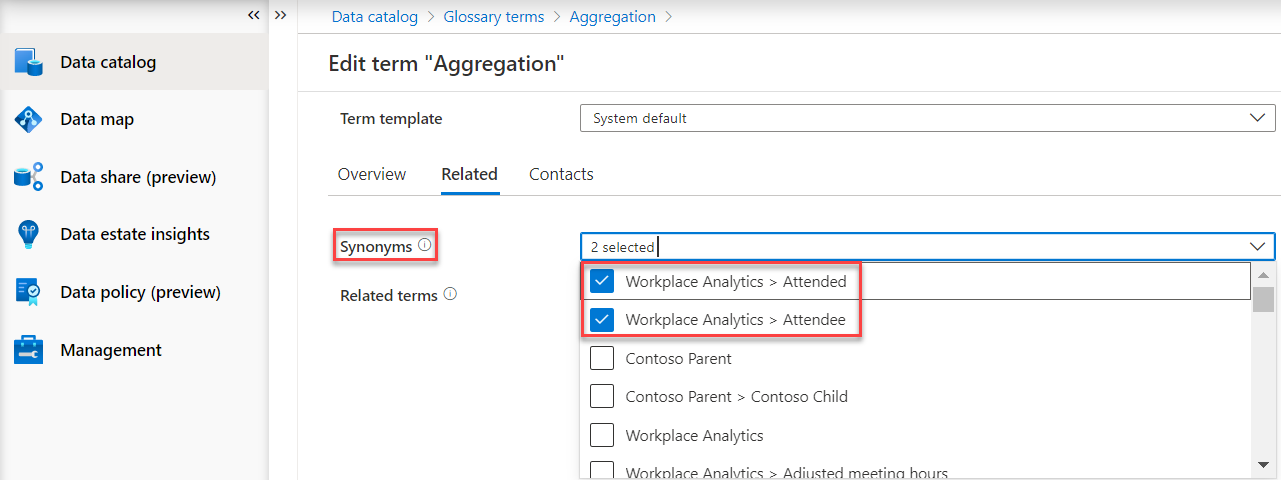 Data catalog > Glossary terms > Aggregation >
Data catalog
Data map
Data share (preview)
Data estate insights
Data policy (preview)
Management
Edit term "Aggregation"
Term template
System default
Overview Related Contacts
Synonyms
2 selected
Related terms
Workplace Analytics > Attended
Workplace Analytics > Attendee
Contoso Parent
Contoso Parent > Contoso Child
Workplace Analytics
Workplace Analytics > Adjusted meeting hours